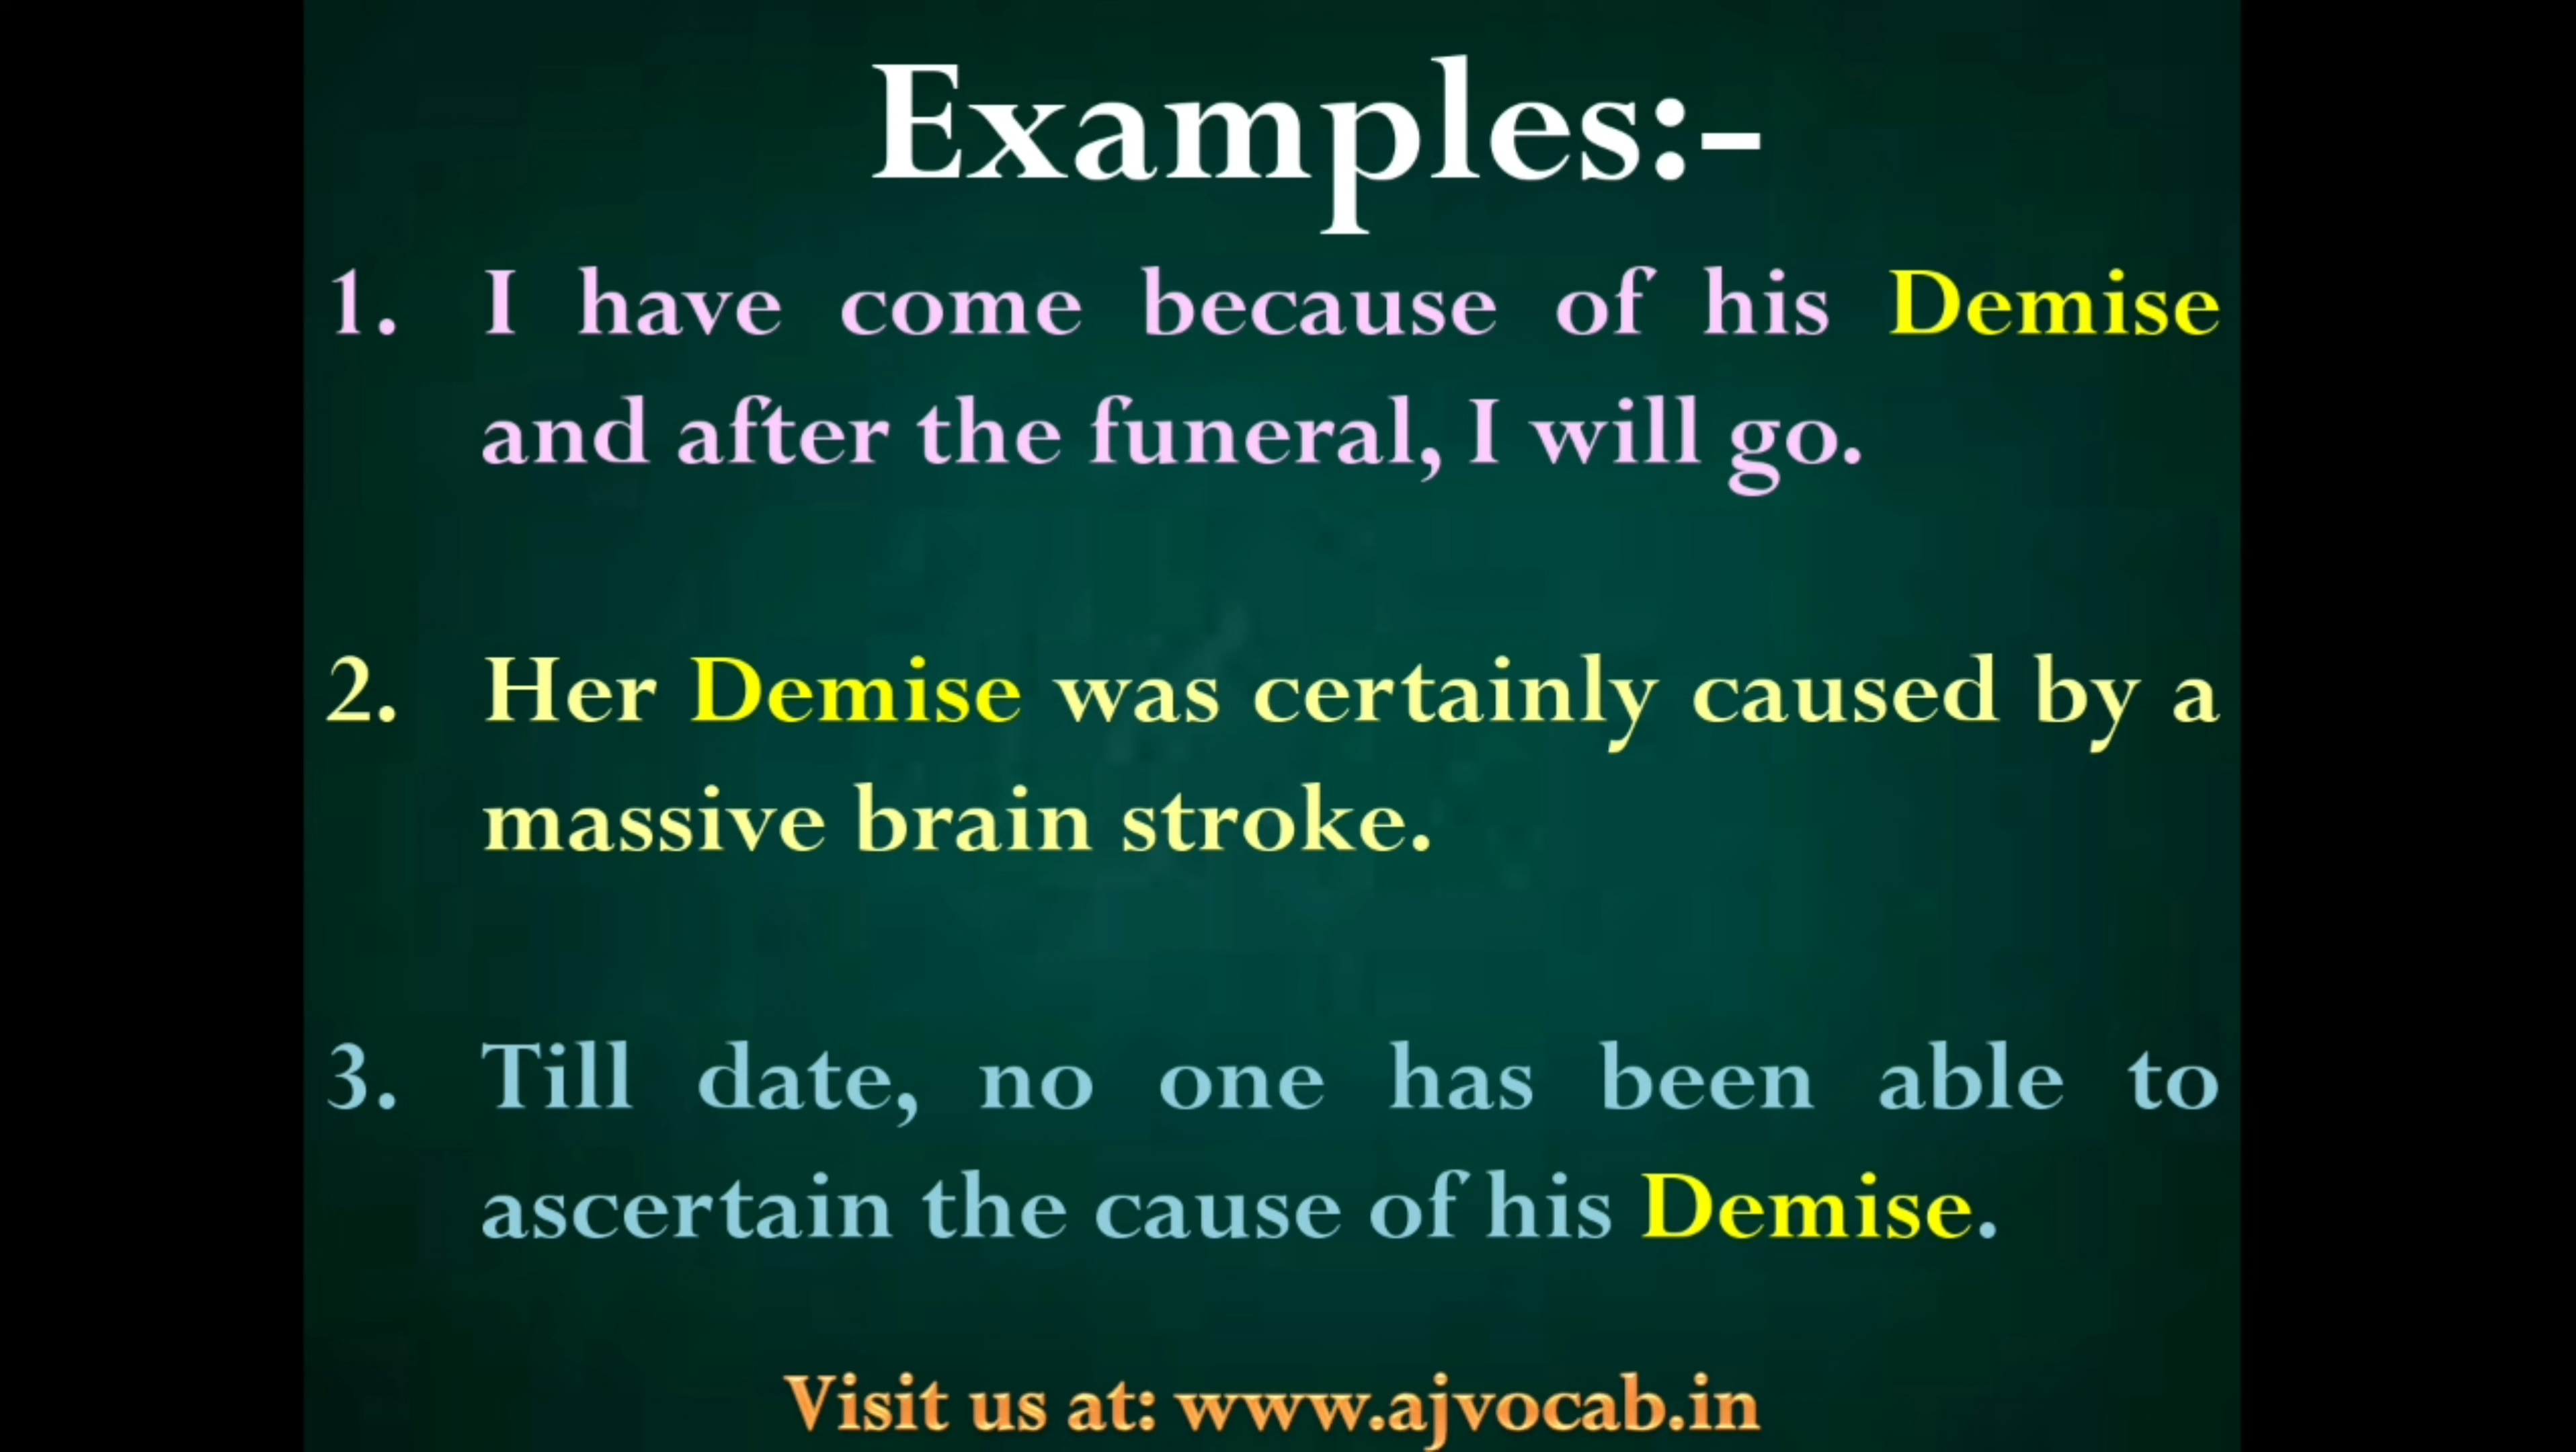 Examples:-
1. I have come because of his Demise
and after the funeral, I will go.
2. Her Demise was certainly caused by a
massive brain stroke.
3. Till date, no one has been able to
ascertain the cause of his Demise.
Visit us at: www.ajvocab.in